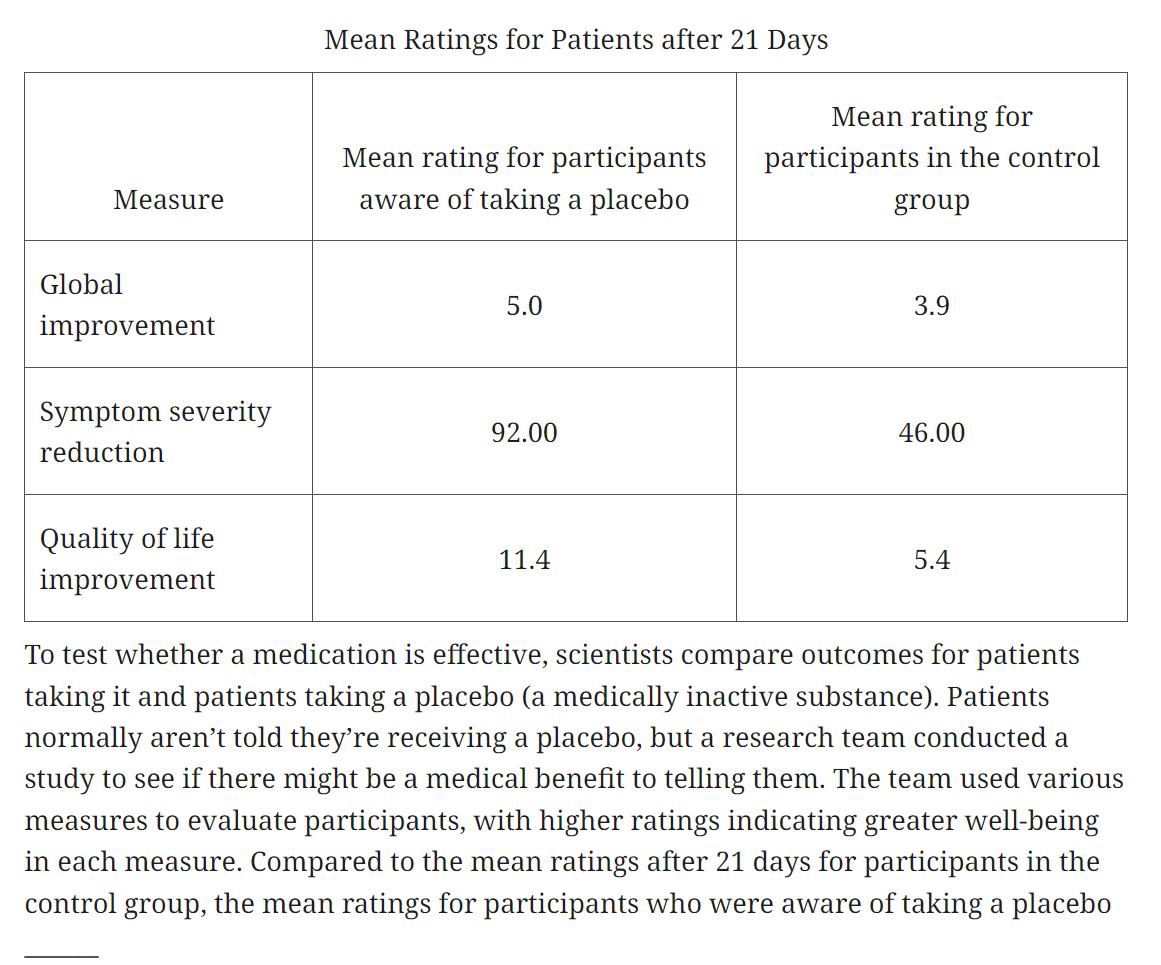 Mean Ratings for Patients after 21 Days
Measure
Mean rating for participants
aware of taking a placebo
Mean rating for
participants in the control
group
Global
improvement
5.0
3.9
Symptom severity
reduction
92.00
46.00
Quality of life
improvement
11.4
5.4
To test whether a medication is effective, scientists compare outcomes for patients
taking it and patients taking a placebo (a medically inactive substance). Patients
normally aren’t told they’re receiving a placebo, but a research team conducted a
study to see if there might be a medical benefit to telling them. The team used various
measures to evaluate participants, with higher ratings indicating greater well-being
in each measure. Compared to the mean ratings after 21 days for participants in the
control group, the mean ratings for participants who were aware of taking a placebo
______